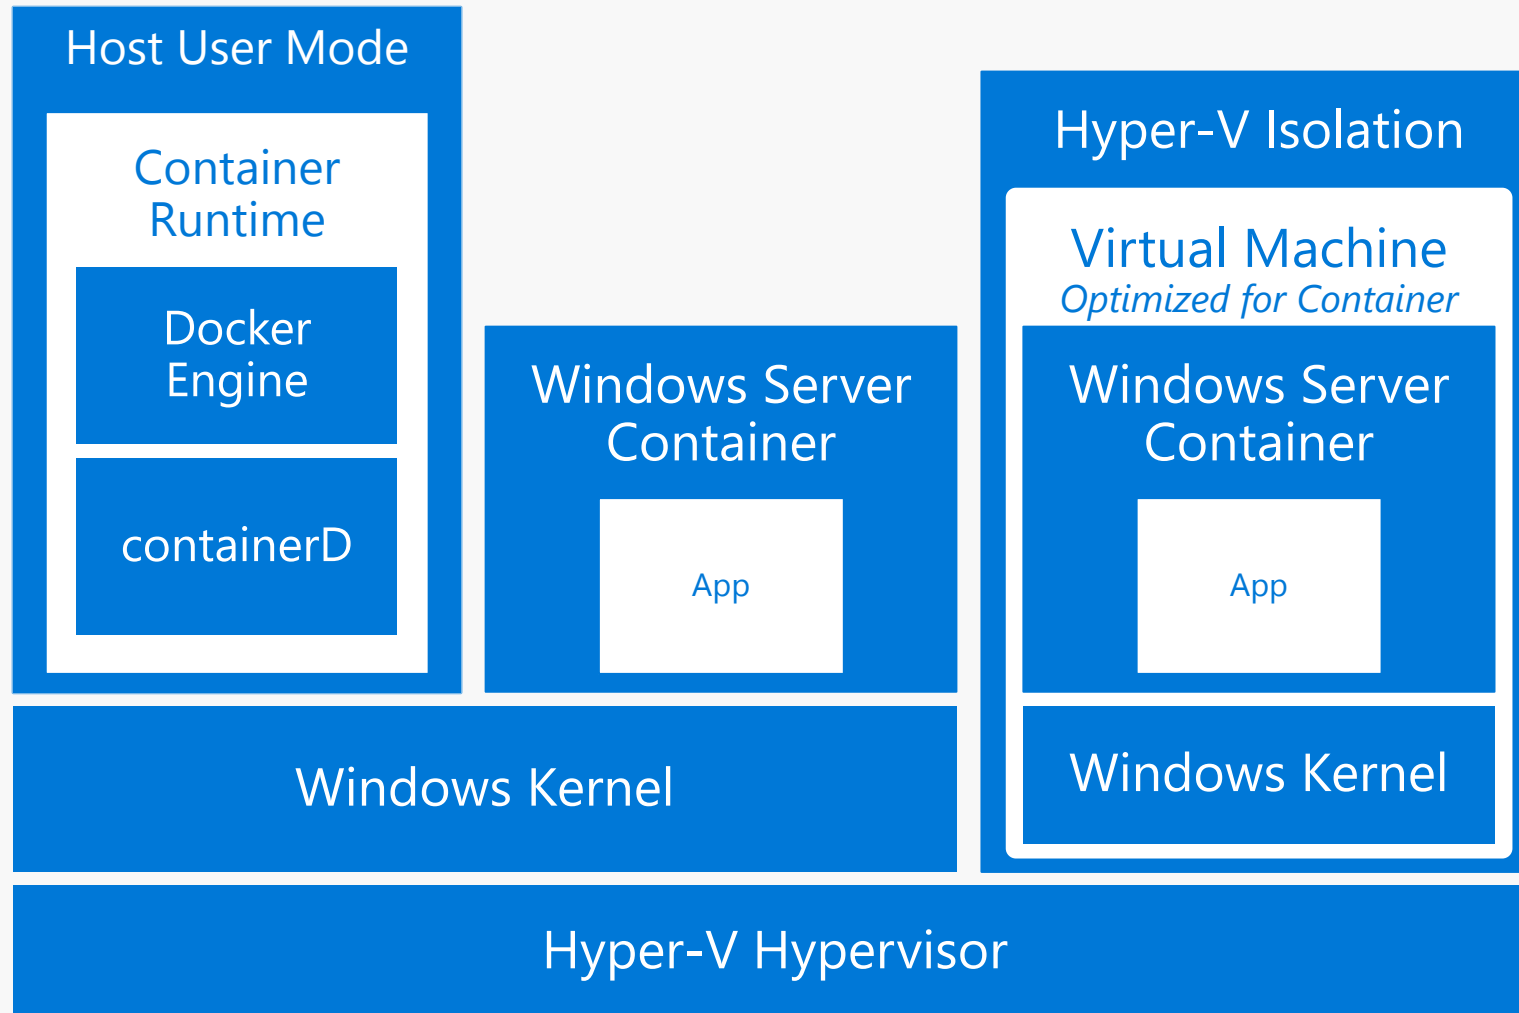 Host User Mode
Container
Runtime
Docker
Engine
containerD
Windows Server
Container
App
Windows Kernel
Hyper-V Isolation
Virtual Machine
Optimized for Container
Windows Server
Container
App
Windows Kernel
Hyper-V Hypervisor